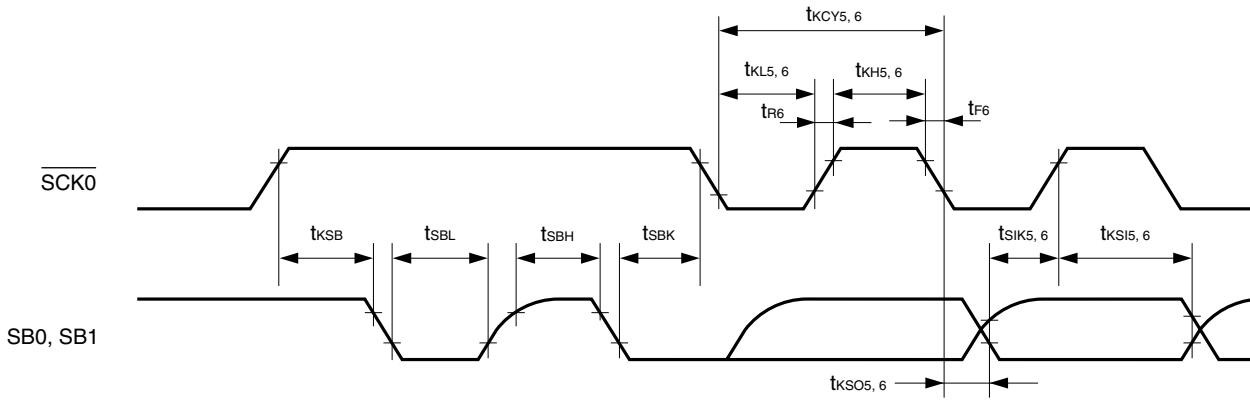 tKCY5, 6
tKL5, 6
tKH5, 6
tR6
tF6
SCK0
tKSB
tSBL
tSBH
tSBK
tSIK5, 6
tKSI5, 6
SB0, SB1
tKSO5, 6